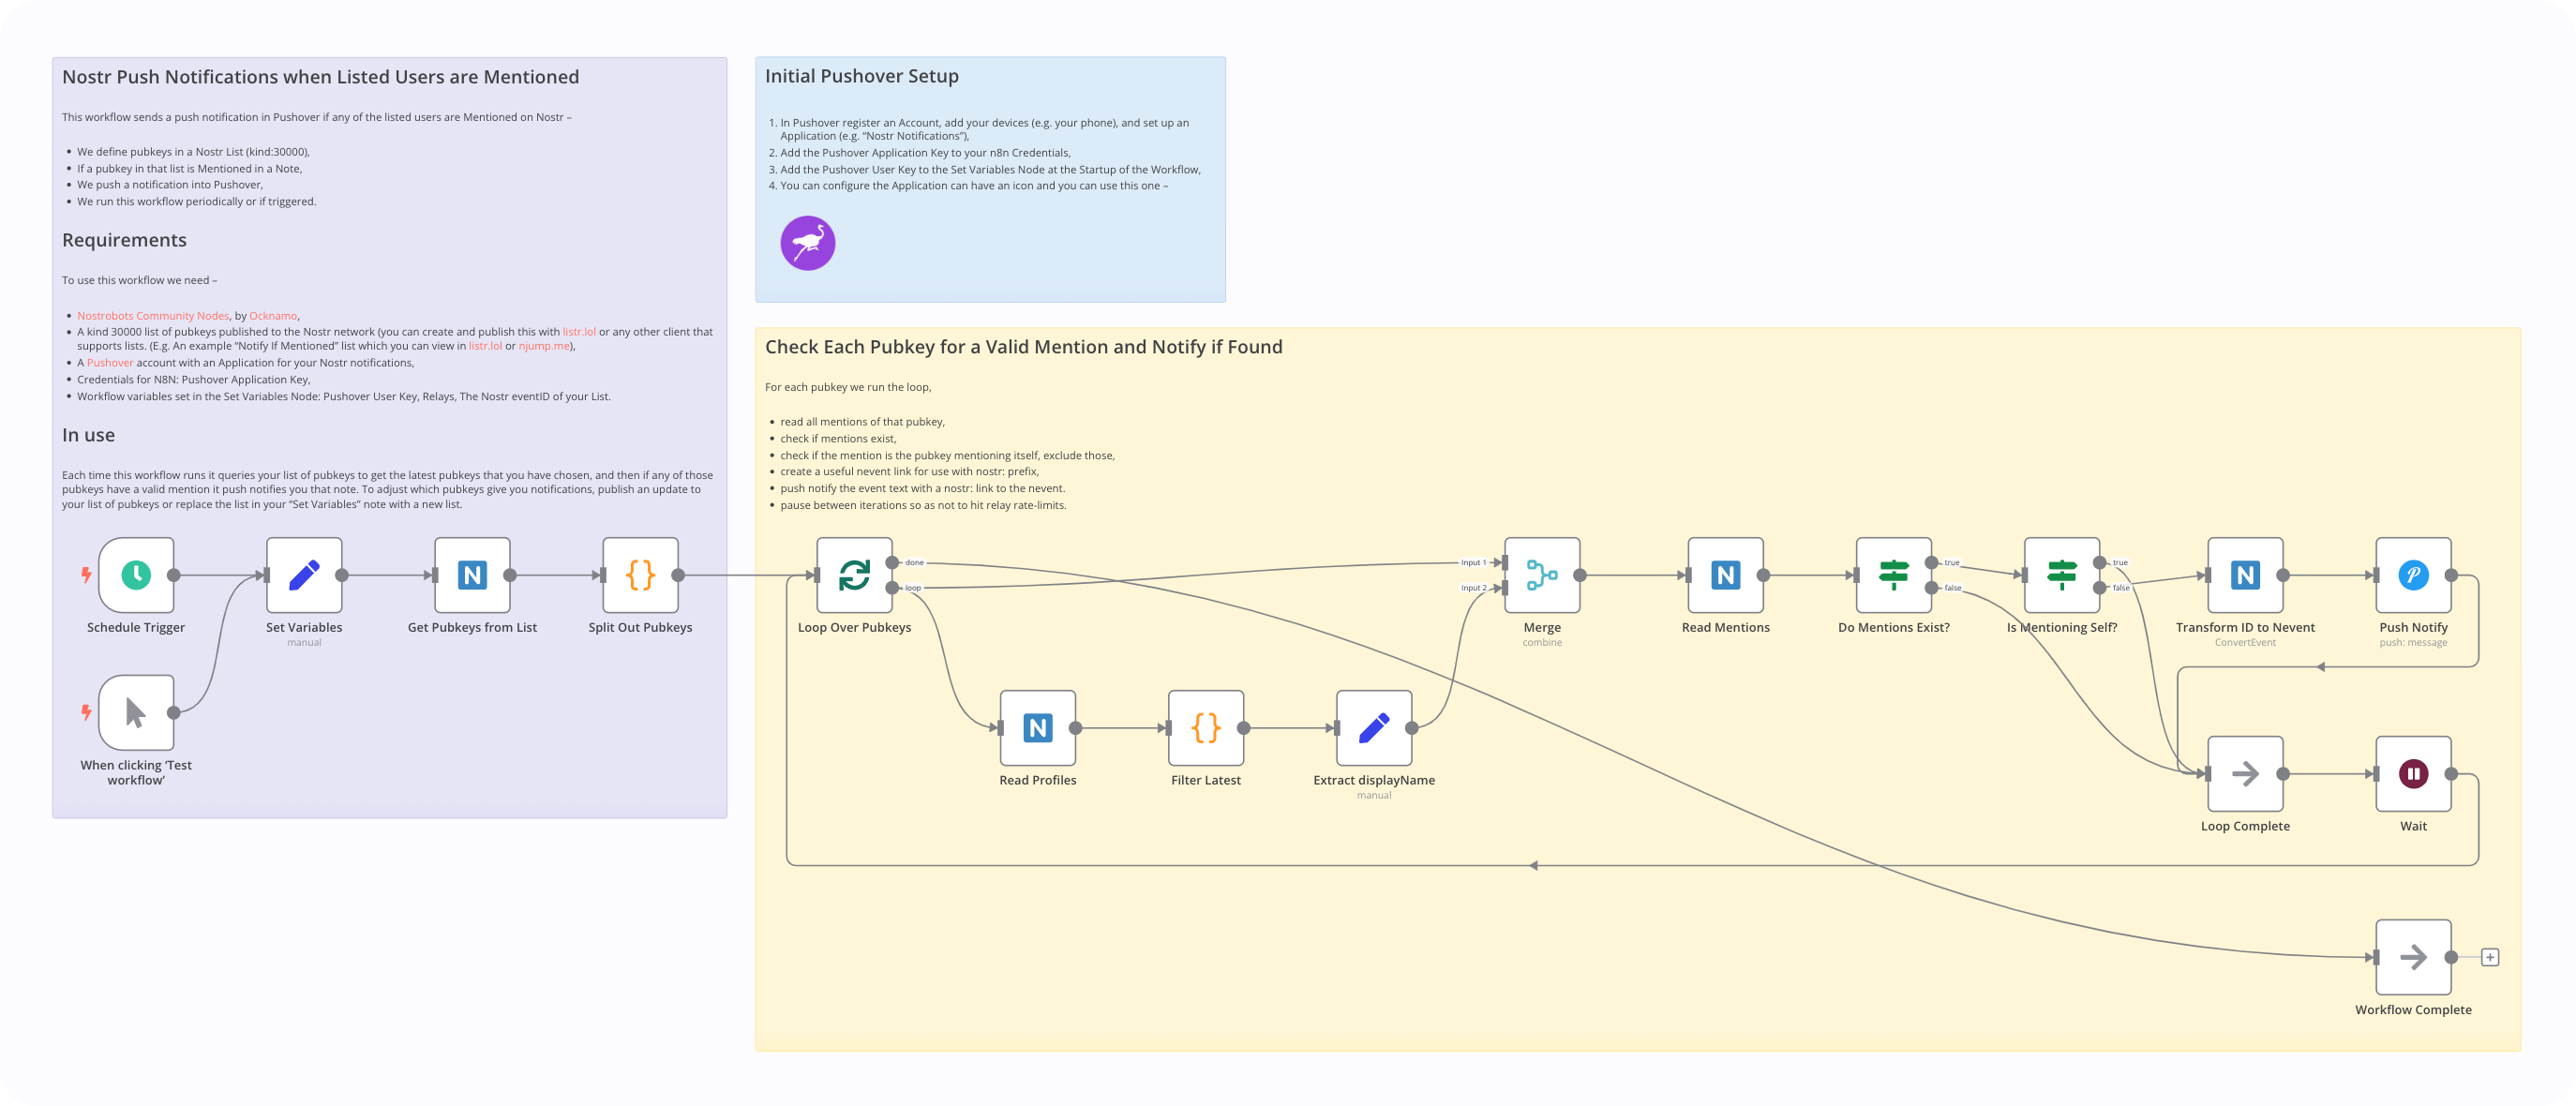 Nostr Push Notifications when Listed Users are Mentioned
This workflow sends a push notification in Pushover if any of the listed users are Mentioned on Nostr –
We define pubkeys in a Nostr List (kind:30000),
If a pubkey in that list is Mentioned in a Note,
We push a notification into Pushover,
We run this workflow periodically or if triggered.
Requirements
To use this workflow we need –
Nostrobots Community Nodes, by Ocknamo,
A kind 30000 list of pubkeys published to the Nostr network (you can create and publish this with listr.lol or any other client that
supports lists. (E.g. An example “Notify If Mentioned” list which you can view in listr.lol or njump.me),
A Pushover account with an Application for your Nostr notifications,
Credentials for N8N: Pushover Application Key,
Workflow variables set in the Set Variables Node: Pushover User Key, Relays, The Nostr eventID of your List.
In use
Each time this workflow runs it queries your list of pubkeys to get the latest pubkeys that you have chosen, and then if any of those
pubkeys have a valid mention it push notifies you that note. To adjust which pubkeys give you notifications, publish an update to
your list of pubkeys or replace the list in your “Set Variables” note with a new list.
Schedule Trigger
Set Variables
manual
Get Pubkeys from List
Split Out Pubkeys
When clicking ‘Test
workflow’
Initial Pushover Setup
1. In Pushover register an Account, add your devices (e.g. your phone), and set up an
Application (e.g. “Nostr Notifications”),
2. Add the Pushover Application Key to your n8n Credentials,
3. Add the Pushover User Key to the Set Variables Node at the Startup of the Workflow,
4. You can configure the Application can have an icon and you can use this one –
Check Each Pubkey for a Valid Mention and Notify if Found
For each pubkey we run the loop,
read all mentions of that pubkey,
check if mentions exist,
check if the mention is the pubkey mentioning itself, exclude those,
create a useful nevent link for use with nostr: prefix,
push notify the event text with a nostr: link to the nevent.
pause between iterations so as not to hit relay rate-limits.
done
loop
Loop Over Pubkeys
Input 1
Input 2
Merge
combine
Read Mentions
true
false
Do Mentions Exist?
true
false
Is Mentioning Self?
Transform ID to Nevent
ConvertEvent
Push Notify
push: message
Read Profiles
Filter Latest
Extract displayName
manual
Loop Complete
Wait
Workflow Complete